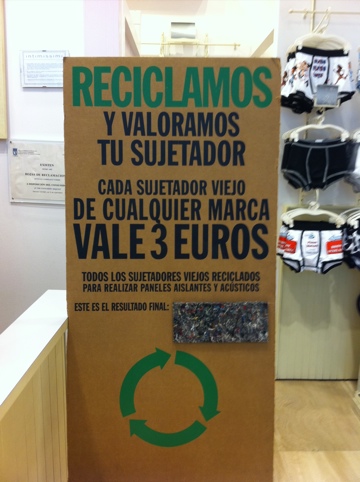 RECICLAMOS
Y VALORAMOS
TU SUJETADOR
CADA SUJETADOR VIEJO
DE CUALQUIER MARCA
VALE 3 EUROS
TODOS LOS SUJETADORES VIEJOS RECICLADOS
PARA REALIZAR PANELES AISLANTES Y ACÚSTICOS
ESTE ES EL RESULTADO FINAL: